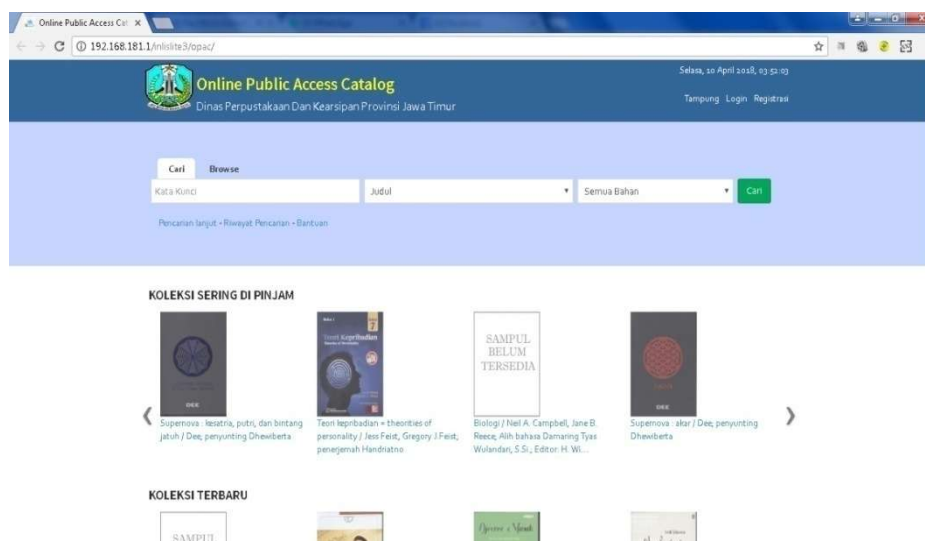 Online Public Access Cat
192.168.181.1/inlislite3/opac/
Online Public Access Catalog
Dinas Perpustakaan Dan Kearsipan Provinsi Jawa Timur
Selasa, 10 April 2018, 03:52:03
Tampung Login Registrasi
Cari Browse
Kata Kunci Judul Semua Bahan Cari
Pencarian lanjut - Riwayat Pencarian - Bantuan
KOLEKSI SERING DI PINJAM
DEE
Supernova : kesatria, putri, dan bintang
jatuh / Dee; penyunting Dhewiberta
Teori Kepribadian
7
Teori kepribadian = theorities of
personality / Jess Feist, Gregory J.Feist;
penerjemah Handriatno
SAMPUL
BELUM
TERSEDIA
Biologi / Neil A. Campbell, Jane B.
Reece; Alih bahasa Damaring Tyas
Wulandari, S.Si.; Editor: H. Wi...
DEE
Supernova : akar / Dee; penyunting
Dhewiberta
KOLEKSI TERBARU
SAMPUL